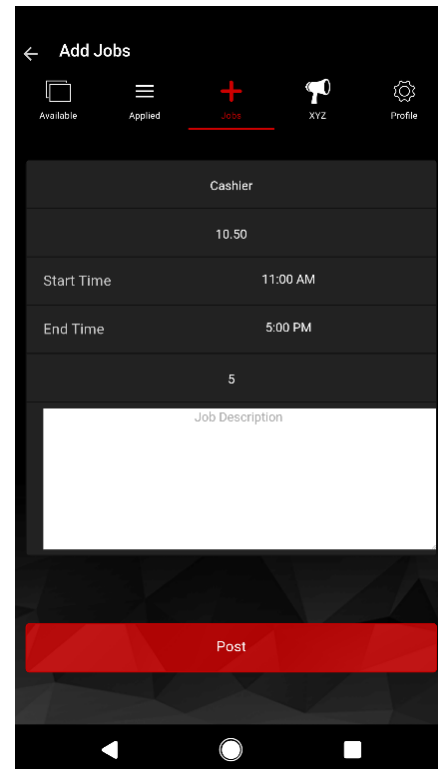 Add Jobs
Available Applied Jobs XYZ Profile
Cashier
10.50
Start Time 11:00 AM
End Time 5:00 PM
5
Job Description
Post